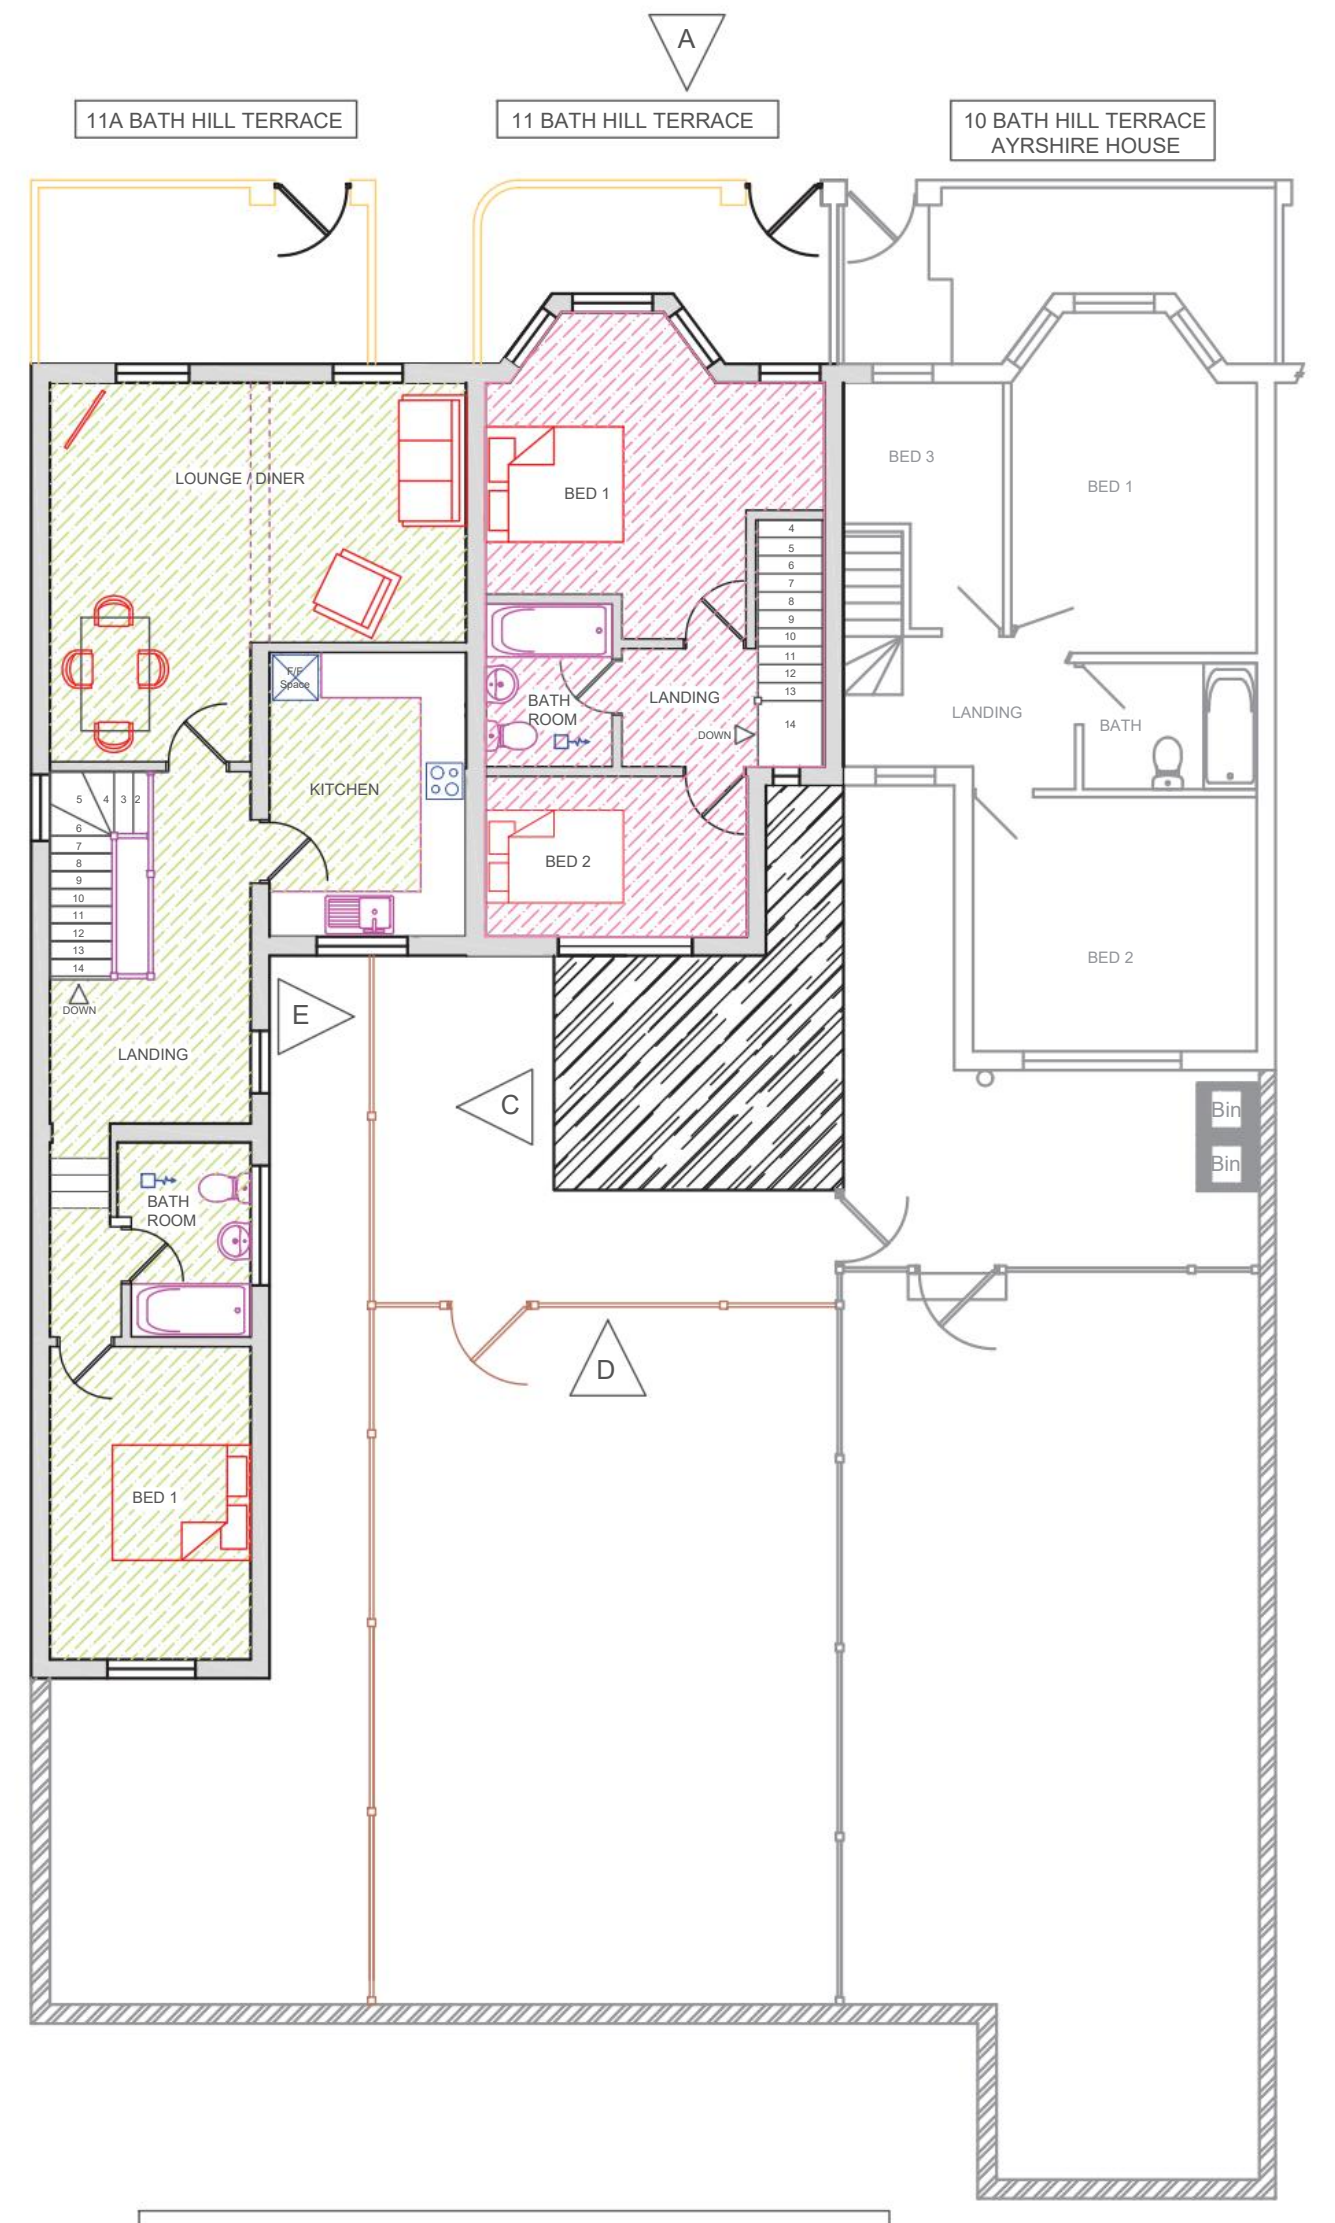 A
11A BATH HILL TERRACE
11 BATH HILL TERRACE
10 BATH HILL TERRACE
AYRSHIRE HOUSE
LOUNGE / DINER
BED 1
BED 3
BED 1
4
5
6
7
8
9
10
11
12
13
14
F/F
Space
BATH
ROOM
LANDING
DOWN
LANDING
BATH
KITCHEN
5 4 3 2
6
7
8
9
10
11
12
13
14
DOWN
BED 2
BED 2
E
LANDING
C
Bin
Bin
BATH
ROOM
D
BED 1